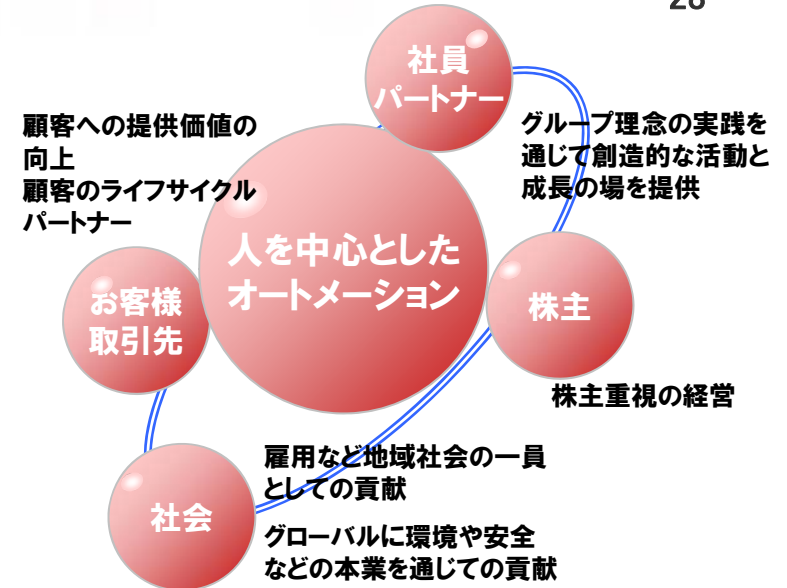 社員
パートナー
顧客への提供価値の
向上
顧客のライフサイクル
パートナー
グループ理念の実践を
通じて創造的な活動と
成長の場を提供
人を中心とした
オートメーション
お客様
取引先
株主
株主重視の経営
社会
雇用など地域社会の一員
としての貢献
グローバルに環境や安全
などの本業を通じての貢献